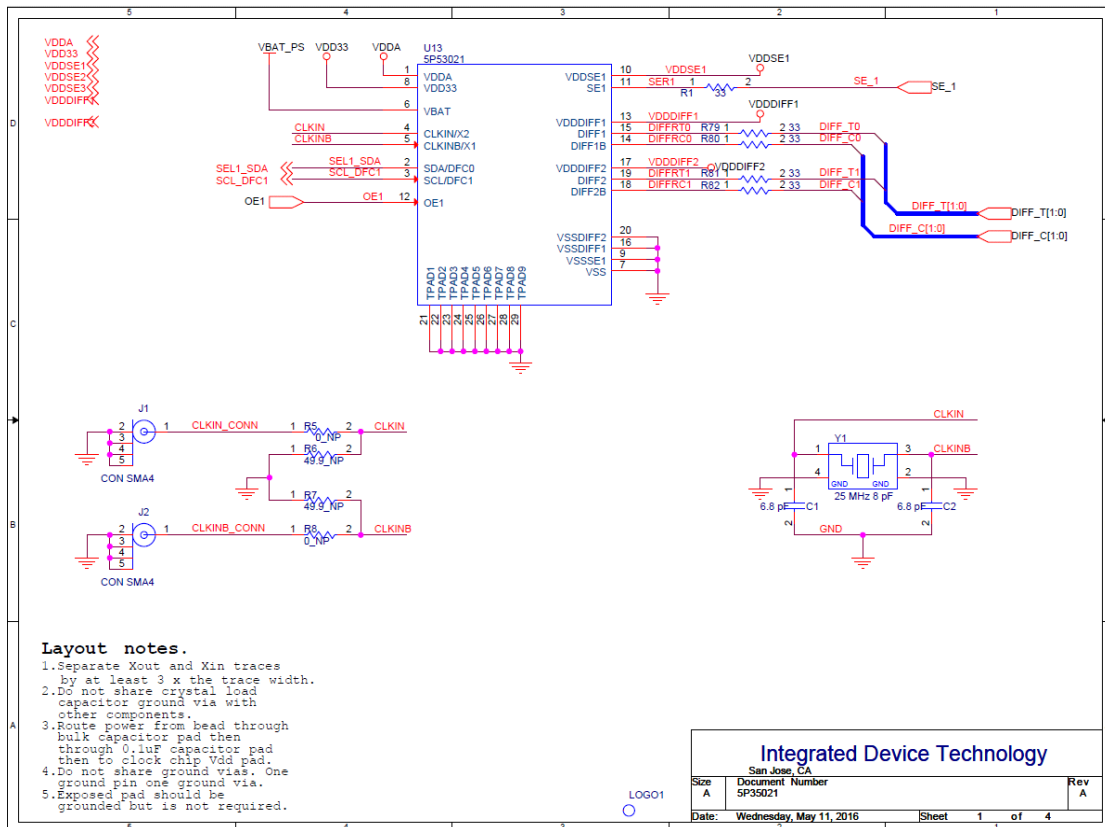 5 4 3 2 1
VDDA
VDD33
VDDSE1
VDDSE2
VDDSE3
VDDDIFF1
VDDDIFF2
VBAT_PS VDD33 VDDA
U13
5P53021
1 VDDA
8 VDD33
6 VBAT
CLKIN 4 CLKIN/X2
CLKINB 5 CLKINB/X1
SEL1_SDA SEL1_SDA 2 SDA/DFC0
SCL_DFC1 SCL_DFC1 3 SCL/DFC1
OE1 OE1 12 OE1
VDDSE1 10 VDDSE1 VDDSE1
SE1 11 SER1 1 R1 33 2 SE_1 SE_1
VDDDIFF1 13 VDDDIFF1 VDDDIFF1
DIFF1 15 DIFFRT0 R79 1 2 33 DIFF_T0
DIFF1B 14 DIFFRC0 R80 1 2 33 DIFF_C0
VDDDIFF2 17 VDDDIFF2 VDDDIFF2
DIFF2 19 DIFFRT1 R81 1 2 33 DIFF_T1
DIFF2B 18 DIFFRC1 R82 1 2 33 DIFF_C1
DIFF_T[1:0] DIFF_T[1:0]
DIFF_C[1:0] DIFF_C[1:0]
VSSDIFF2 20
VSSDIFF1 16
VSSSE1 9
VSS 7
TPAD1 TPAD2 TPAD3 TPAD4 TPAD5 TPAD6 TPAD7 TPAD8 TPAD9
21 22 23 24 25 26 27 28 29
D D
C
B
A
J1
2 3 4 5 1 CLKIN_CONN 1 R5 2 CLKIN
0_NP
1 R6 2
49.9_NP
CON SMA4
1 R7 2
49.9_NP
J2
2 3 4 5 1 CLKINB_CONN 1 R8 2 CLKINB
0_NP
CON SMA4
CLKIN
Y1
1 3 CLKINB
4 2
GND GND
25 MHz 8 pF
1 6.8 pF C1 2
1 6.8 pF C2 2
GND
Layout notes.
1.Separate Xout and Xin traces
by at least 3 x the trace width.
2.Do not share crystal load
capacitor ground via with
other components.
3.Route power from bead through
bulk capacitor pad then
through 0.1uF capacitor pad
then to clock chip Vdd pad.
4.Do not share ground vias. One
ground pin one ground via.
5.Exposed pad should be
grounded but is not required.
LOGO1
Integrated Device Technology
San Jose, CA
Size Document Number Rev
A 5P35021 A
Date: Wednesday, May 11, 2016 Sheet 1 of 4